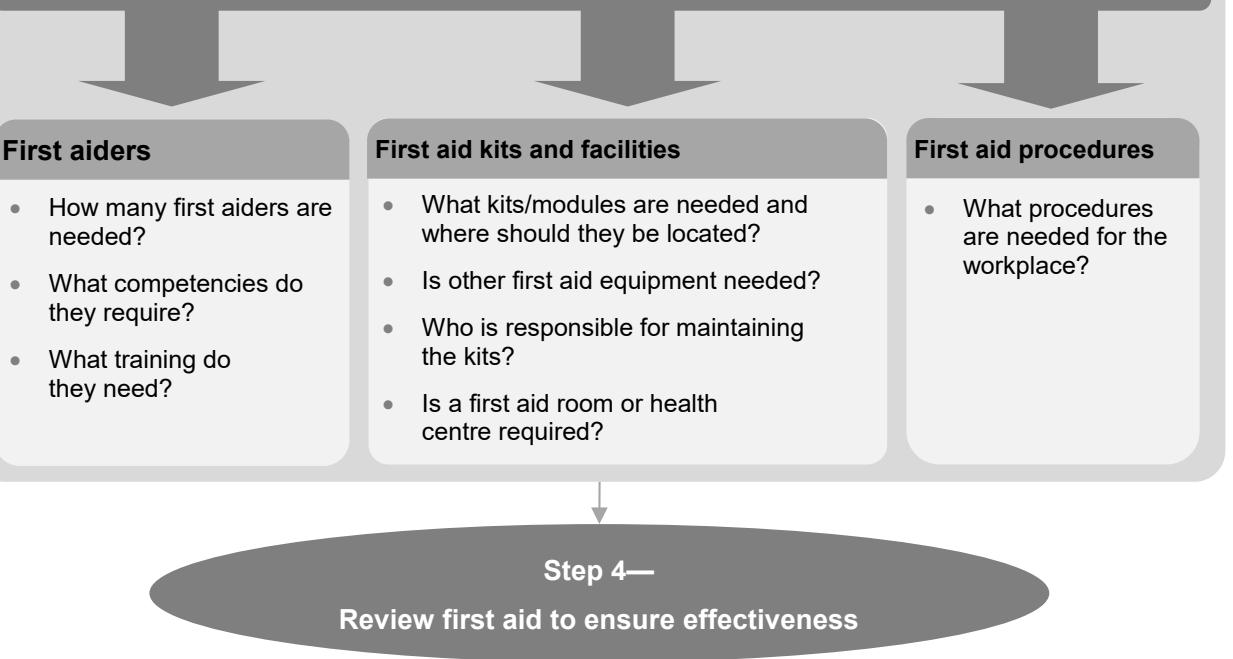 First aiders
• How many first aiders are
needed?
• What competencies do
they require?
• What training do
they need?
First aid kits and facilities
• What kits/modules are needed and
where should they be located?
• Is other first aid equipment needed?
• Who is responsible for maintaining
the kits?
• Is a first aid room or health
centre required?
First aid procedures
• What procedures
are needed for the
workplace?
Step 4—
Review first aid to ensure effectiveness